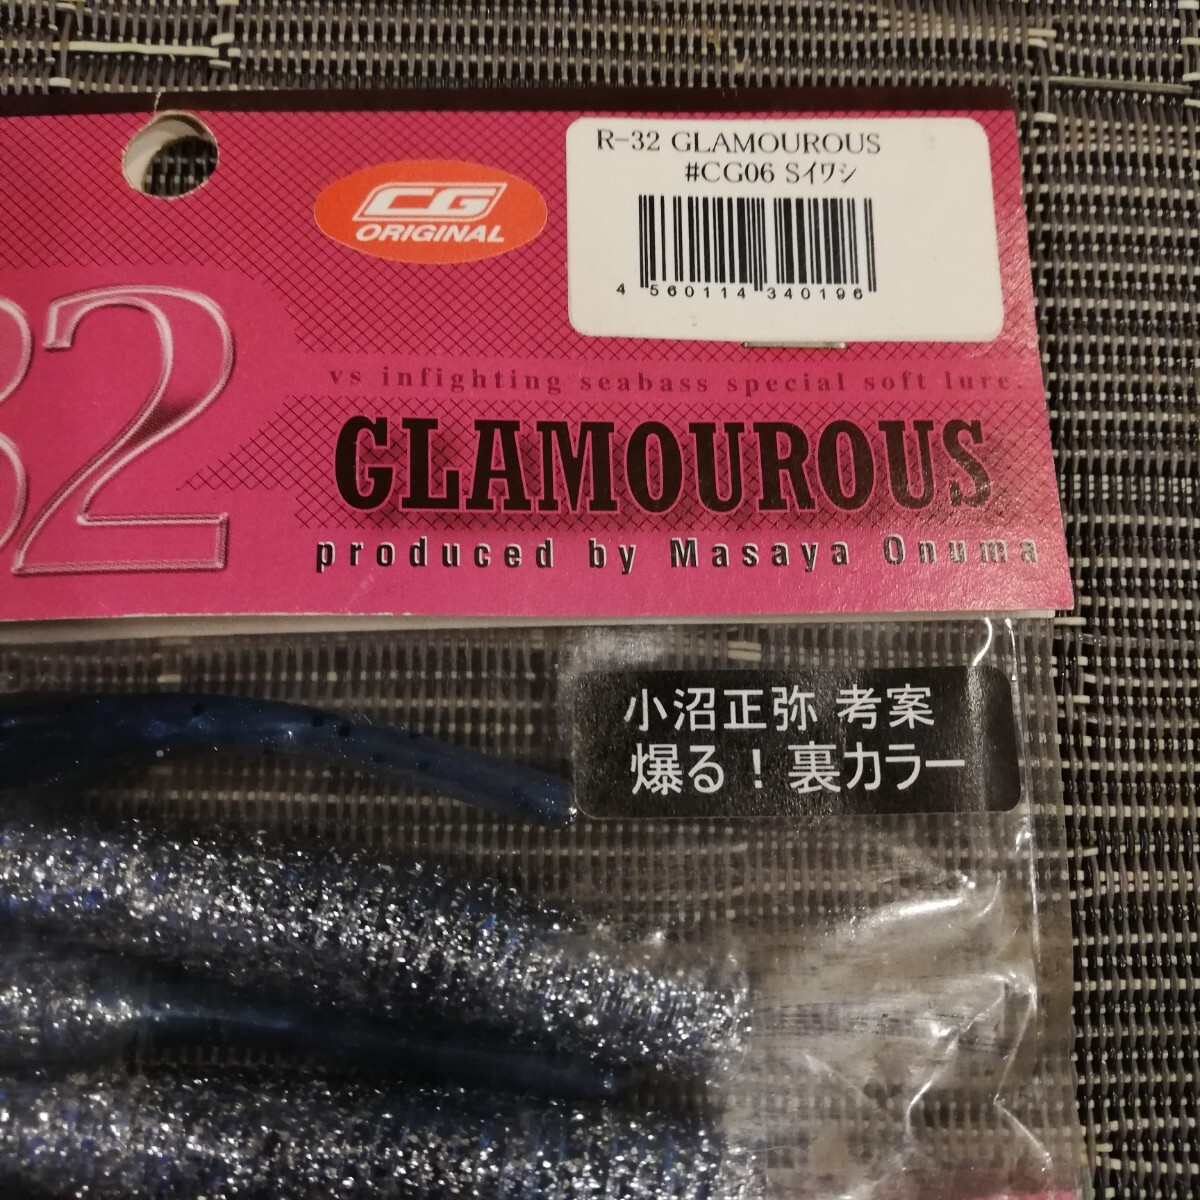 R-32 GLAMOUROUS
#CG06 Sイワシ
4 560114 340196
CG
ORIGINAL
32
vs infighting seabass special soft lure.
GLAMOUROUS
produced by Masaya Onuma
小沼正弥 考案
爆る！裏カラー